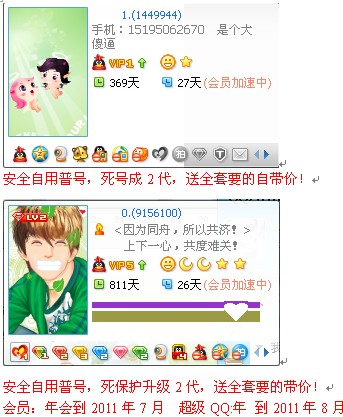 1.(1449944)
手机：15195062670 是个大
傻逼
VIP1
369天 27天(会员加速中)
安全自用普号，死号成 2 代，送全套要的自带价！
LV2
0.(9156100)
<因为同舟，所以共济！>
上下一心，共度难关！
VIP5
811天 26天(会员加速中)
安全自用普号，死保护升级 2 代，送全套要的带价！
会员：年会到 2011 年 7 月 超级 QQ:年 到 2011 年 8 月